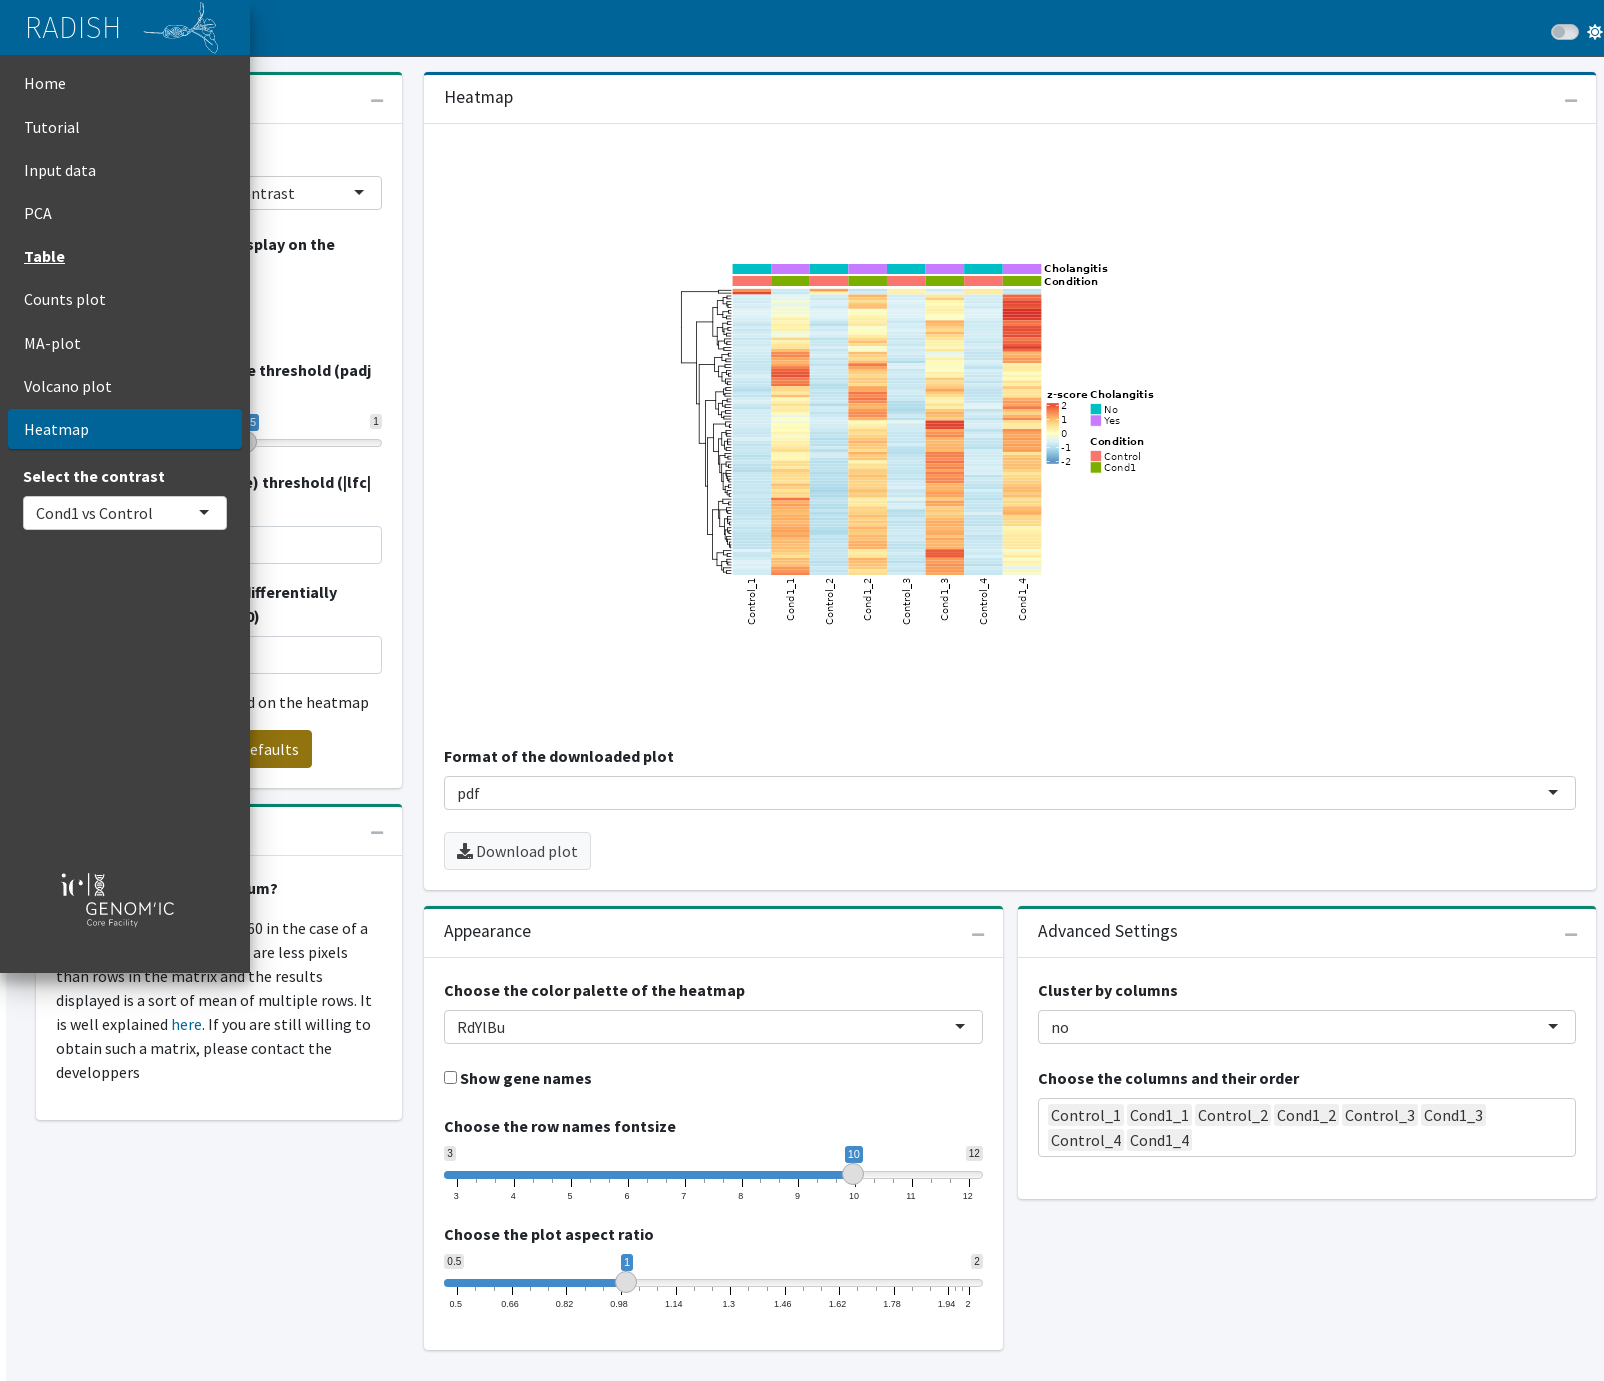 RADISH
Home
Tutorial
Input data
PCA
Table
Counts plot
MA-plot
Volcano plot
Heatmap
Select the contrast
Cond1 vs Control
ic
GENOM'IC
Core Facility
ntrast
splay on the
e threshold (padj
5
1
e) threshold (|lfc|
differentially
0)
d on the heatmap
efaults
um?
60 in the case of a
are less pixels
than rows in the matrix and the results
displayed is a sort of mean of multiple rows. It
is well explained here. If you are still willing to
obtain such a matrix, please contact the
developpers
Heatmap
Cholangitis
Condition
z-score
2
1
0
-1
-2
Cholangitis
No
Yes
Condition
Control
Cond1
Control_1
Cond1_1
Control_2
Cond1_2
Control_3
Cond1_3
Control_4
Cond1_4
Format of the downloaded plot
pdf
Download plot
Appearance
Choose the color palette of the heatmap
RdYlBu
Show gene names
Choose the row names fontsize
3 10 12
3 4 5 6 7 8 9 10 11 12
Choose the plot aspect ratio
0.5 1 2
0.5 0.66 0.82 0.98 1.14 1.3 1.46 1.62 1.78 1.94 2
Advanced Settings
Cluster by columns
no
Choose the columns and their order
Control_1 Cond1_1 Control_2 Cond1_2 Control_3 Cond1_3
Control_4 Cond1_4